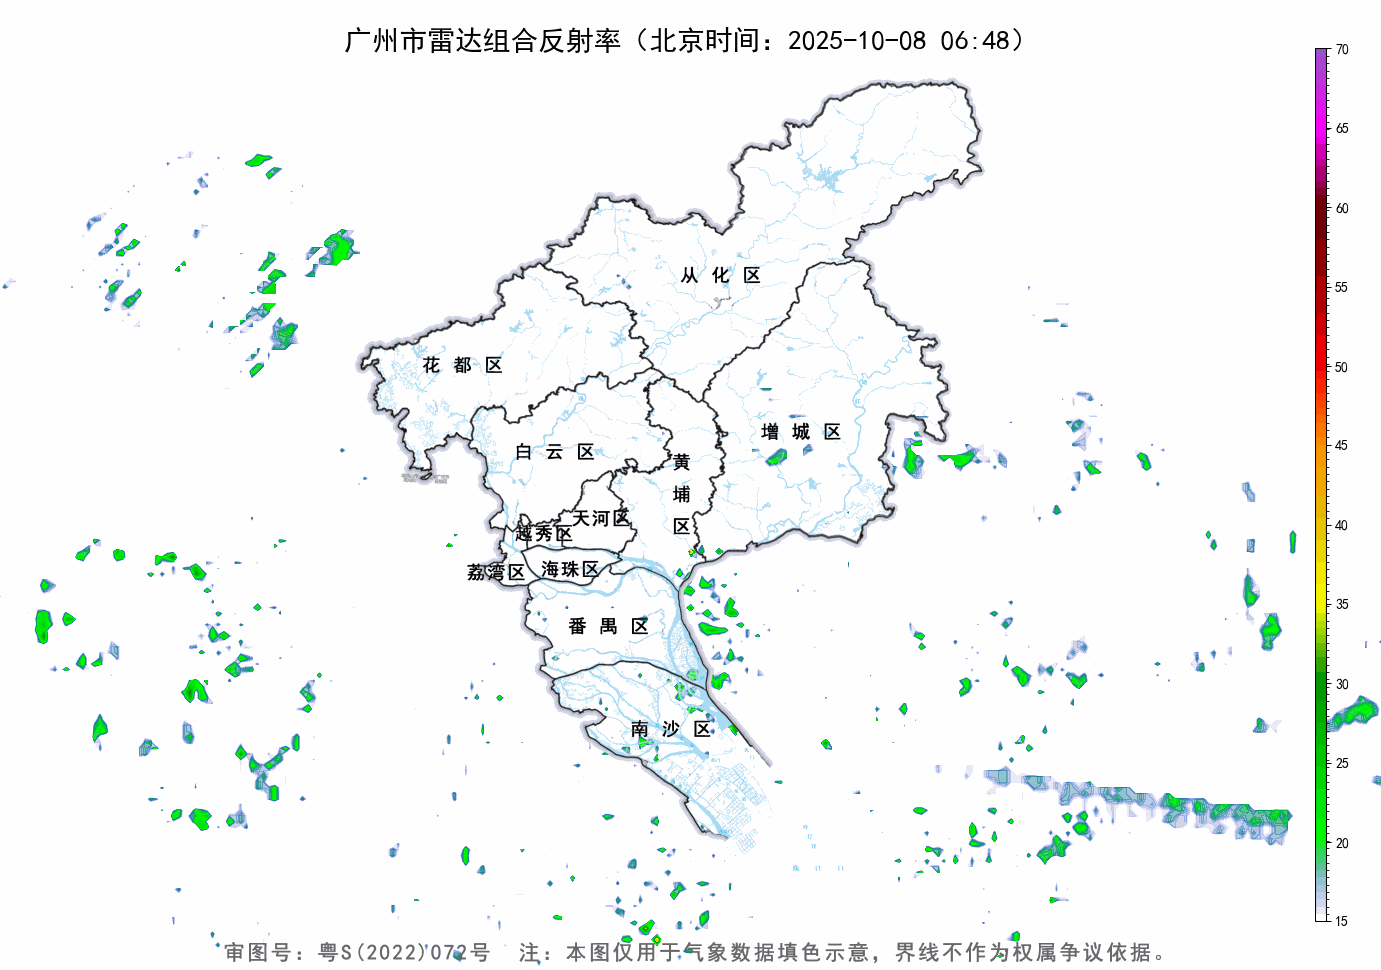 广州市雷达组合反射率（北京时间：2025-10-08 06:48）
70
65
60
55
50
45
40
35
30
25
20
15
从化区
花都区
增城区
白云区
黄埔区
天河区
越秀区
荔湾区
海珠区
番禺区
南沙区
审图号：粤S(2022)072号 注：本图仅用于气象数据填色示意，界线不作为权属争议依据。